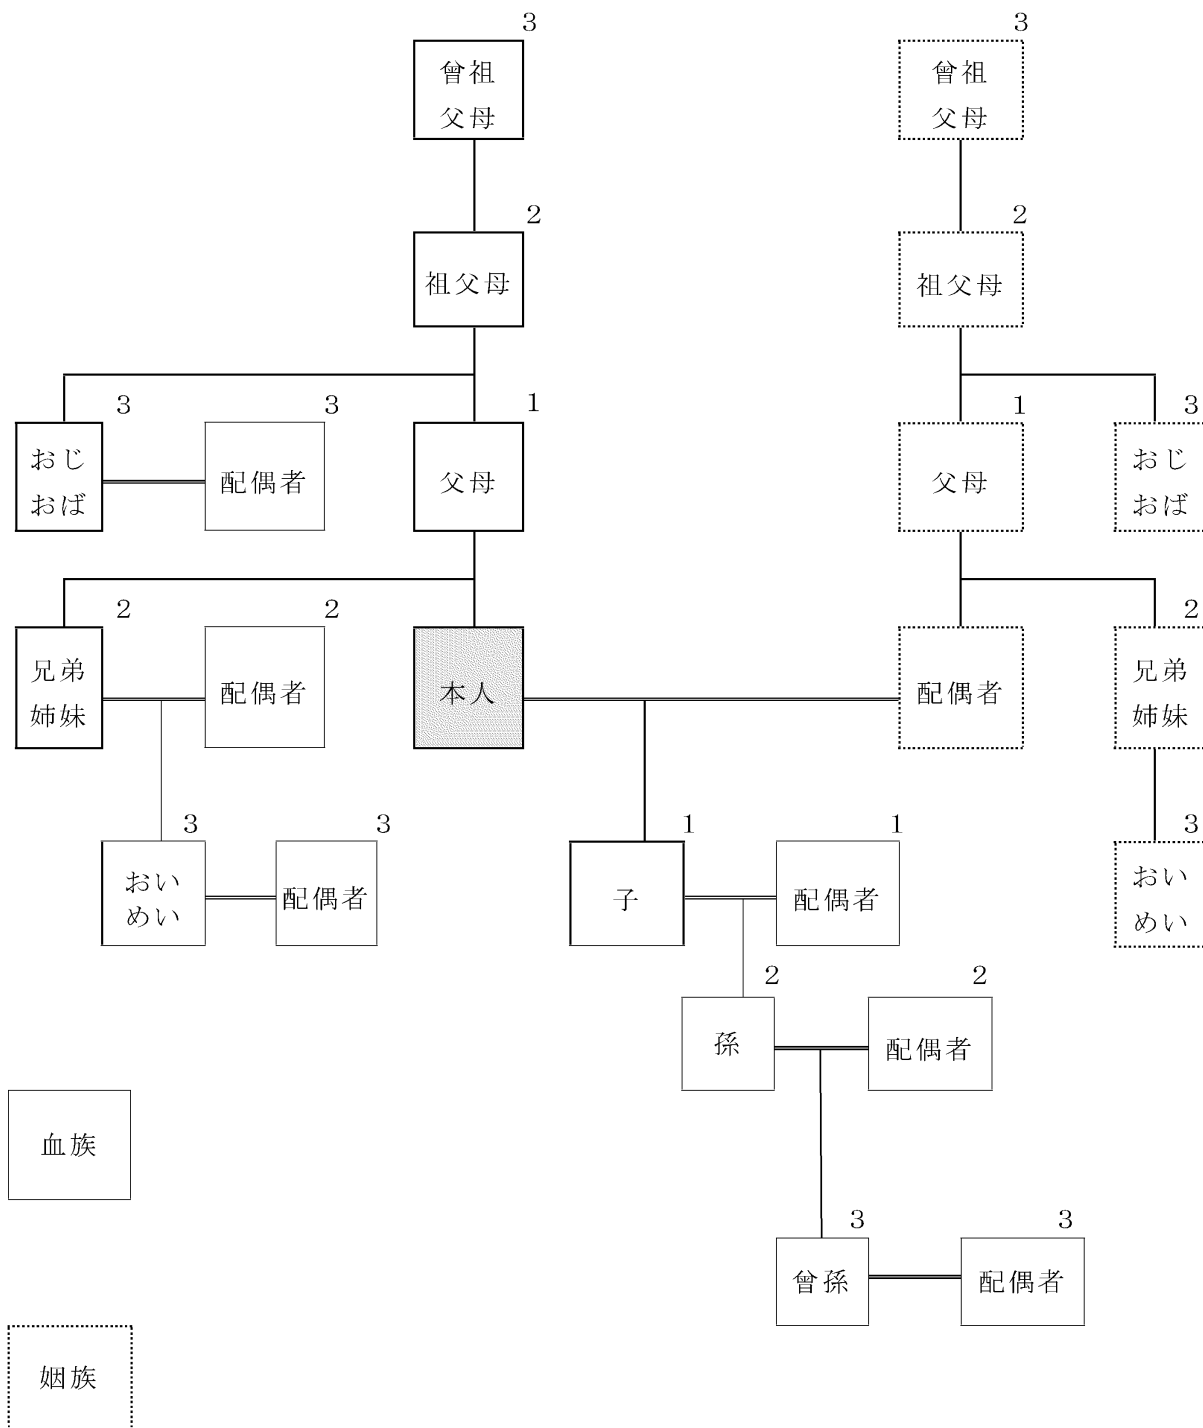 3
曾祖
父母
3
曾祖
父母
2
祖父母
2
祖父母
3
おじ
おば
3
配偶者
1
父母
1
父母
3
おじ
おば
2
兄弟
姉妹
2
配偶者
本人
配偶者
2
兄弟
姉妹
3
おい
めい
3
配偶者
1
子
1
配偶者
3
おい
めい
2
孫
2
配偶者
血族
3
曾孫
3
配偶者
姻族